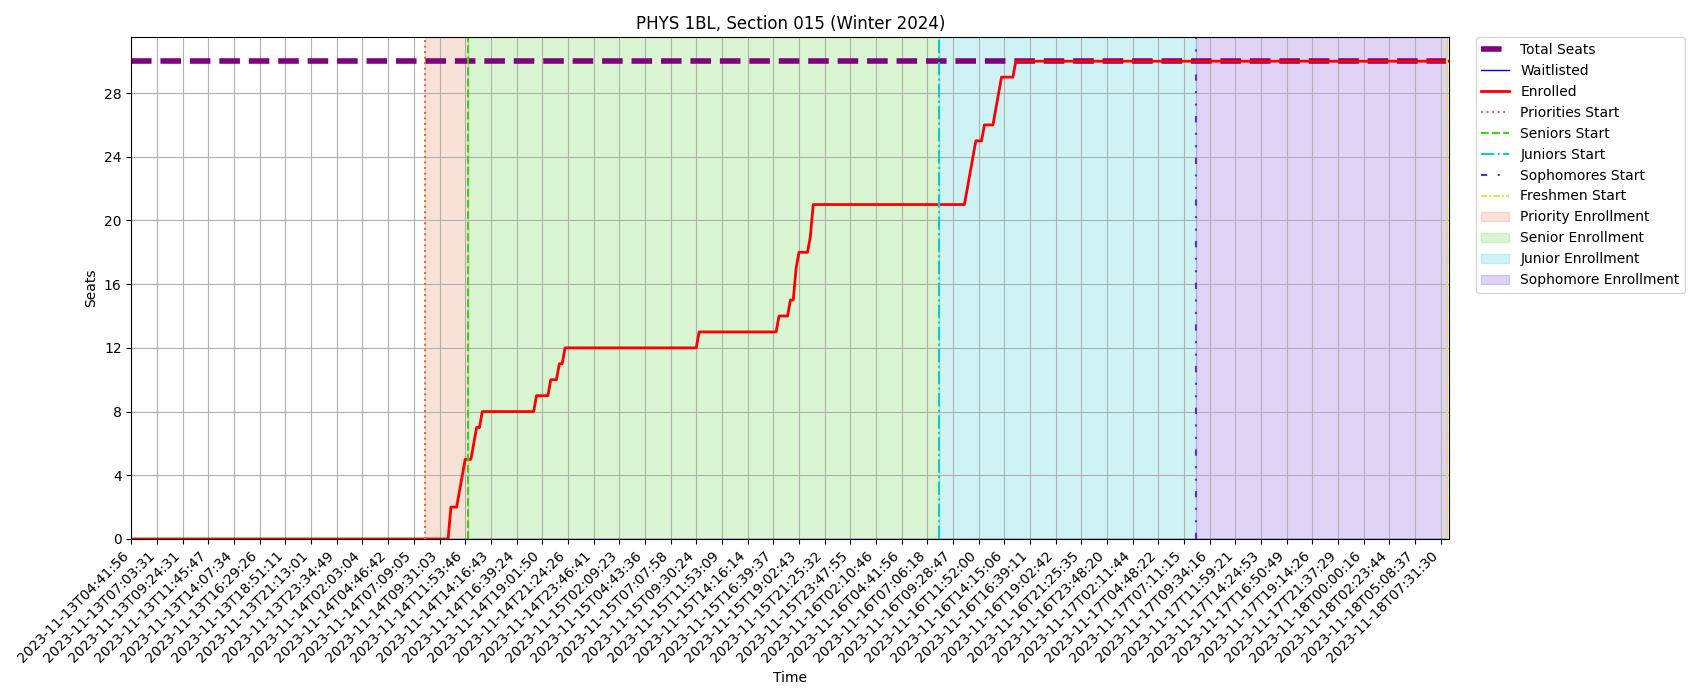 PHYS 1BL, Section 015 (Winter 2024)
Total Seats
Waitlisted
Enrolled
Priorities Start
Seniors Start
Juniors Start
Sophomores Start
Freshmen Start
Priority Enrollment
Senior Enrollment
Junior Enrollment
Sophomore Enrollment
Seats
28
24
20
16
12
8
4
0
2023-11-13T04:41:56
2023-11-13T07:03:31
2023-11-13T09:24:31
2023-11-13T11:45:47
2023-11-13T14:07:34
2023-11-13T16:29:26
2023-11-13T18:51:11
2023-11-13T21:13:01
2023-11-13T23:34:49
2023-11-14T02:03:04
2023-11-14T04:46:42
2023-11-14T07:09:05
2023-11-14T09:31:03
2023-11-14T11:53:46
2023-11-14T14:16:43
2023-11-14T16:39:24
2023-11-14T19:01:50
2023-11-14T21:24:26
2023-11-14T23:46:41
2023-11-15T02:09:23
2023-11-15T04:43:36
2023-11-15T07:07:58
2023-11-15T09:30:24
2023-11-15T11:53:09
2023-11-15T14:16:14
2023-11-15T16:39:37
2023-11-15T19:02:43
2023-11-15T21:25:32
2023-11-15T23:47:55
2023-11-16T02:10:46
2023-11-16T04:41:56
2023-11-16T07:06:18
2023-11-16T09:28:47
2023-11-16T11:52:00
2023-11-16T14:15:06
2023-11-16T16:39:11
2023-11-16T19:02:42
2023-11-16T21:25:35
2023-11-16T23:48:20
2023-11-17T02:11:44
2023-11-17T04:48:22
2023-11-17T07:11:15
2023-11-17T09:34:16
2023-11-17T11:59:21
2023-11-17T14:24:53
2023-11-17T16:50:49
2023-11-17T19:14:26
2023-11-17T21:37:29
2023-11-18T00:00:16
2023-11-18T02:23:44
2023-11-18T05:08:37
2023-11-18T07:31:30
Time